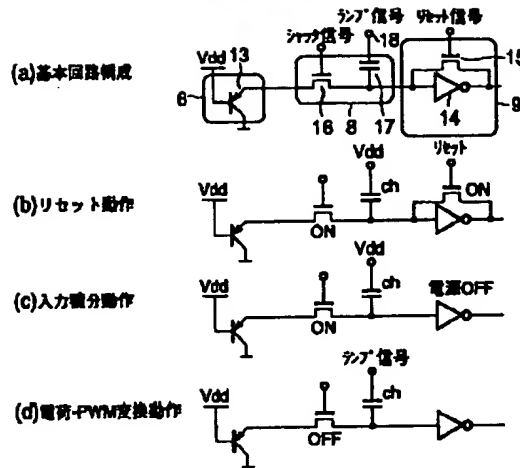 ランプ信号
リセット信号
シャッタ信号
18
Vdd
13
15
(a)基本回路構成
6
16
8
17
14
9
リセット
Vdd
ON
(b)リセット動作
Vdd
ch
ON
Vdd
(c)入力積分動作
Vdd
ch
電源OFF
ON
ランプ信号
(d)電荷-PWM変換動作
Vdd
ch
OFF